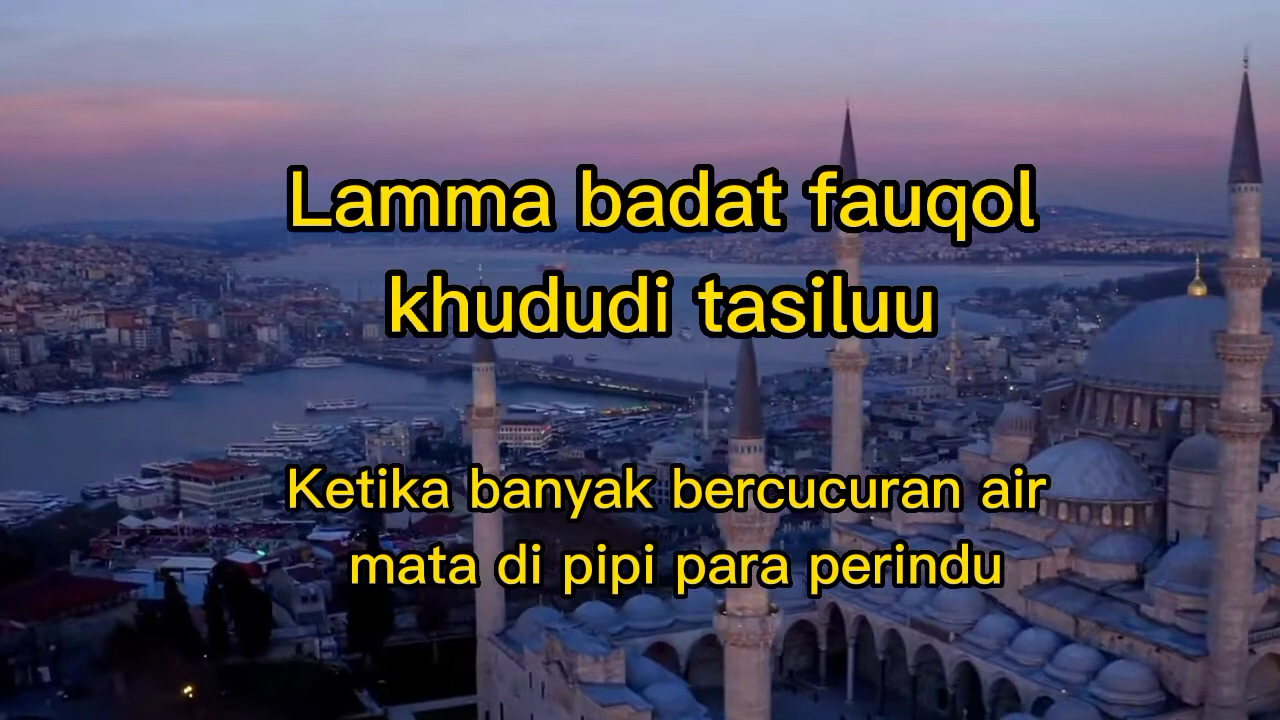 Lamma badat fauqol
khududi tasiluu
Ketika banyak bercucuran air
mata di pipi para perindu